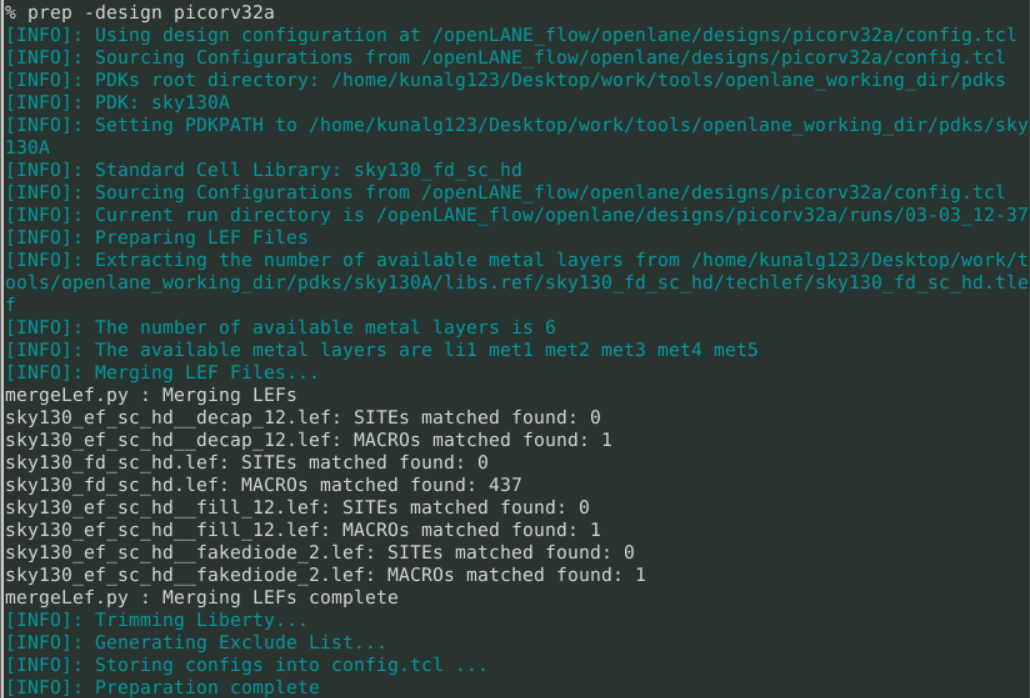 % prep -design picorv32a
[INFO]: Using design configuration at /openLANE_flow/openlane/designs/picorv32a/config.tcl
[INFO]: Sourcing Configurations from /openLANE_flow/openlane/designs/picorv32a/config.tcl
[INFO]: PDKs root directory: /home/kunalg123/Desktop/work/tools/openlane_working_dir/pdks
[INFO]: PDK: sky130A
[INFO]: Setting PDKPATH to /home/kunalg123/Desktop/work/tools/openlane_working_dir/pdks/sky
130A
[INFO]: Standard Cell Library: sky130_fd_sc_hd
[INFO]: Sourcing Configurations from /openLANE_flow/openlane/designs/picorv32a/config.tcl
[INFO]: Current run directory is /openLANE_flow/openlane/designs/picorv32a/runs/03-03_12-37
[INFO]: Preparing LEF Files
[INFO]: Extracting the number of available metal layers from /home/kunalg123/Desktop/work/t
ools/openlane_working_dir/pdks/sky130A/libs.ref/sky130_fd_sc_hd/techlef/sky130_fd_sc_hd.tle
f
[INFO]: The number of available metal layers is 6
[INFO]: The available metal layers are li1 met1 met2 met3 met4 met5
[INFO]: Merging LEF Files...
mergeLef.py : Merging LEFs
sky130_ef_sc_hd__decap_12.lef: SITEs matched found: 0
sky130_ef_sc_hd__decap_12.lef: MACROs matched found: 1
sky130_fd_sc_hd.lef: SITEs matched found: 0
sky130_fd_sc_hd.lef: MACROs matched found: 437
sky130_ef_sc_hd__fill_12.lef: SITEs matched found: 0
sky130_ef_sc_hd__fill_12.lef: MACROs matched found: 1
sky130_ef_sc_hd__fakediode_2.lef: SITEs matched found: 0
sky130_ef_sc_hd__fakediode_2.lef: MACROs matched found: 1
mergeLef.py : Merging LEFs complete
[INFO]: Trimming Liberty...
[INFO]: Generating Exclude List...
[INFO]: Storing configs into config.tcl ...
[INFO]: Preparation complete